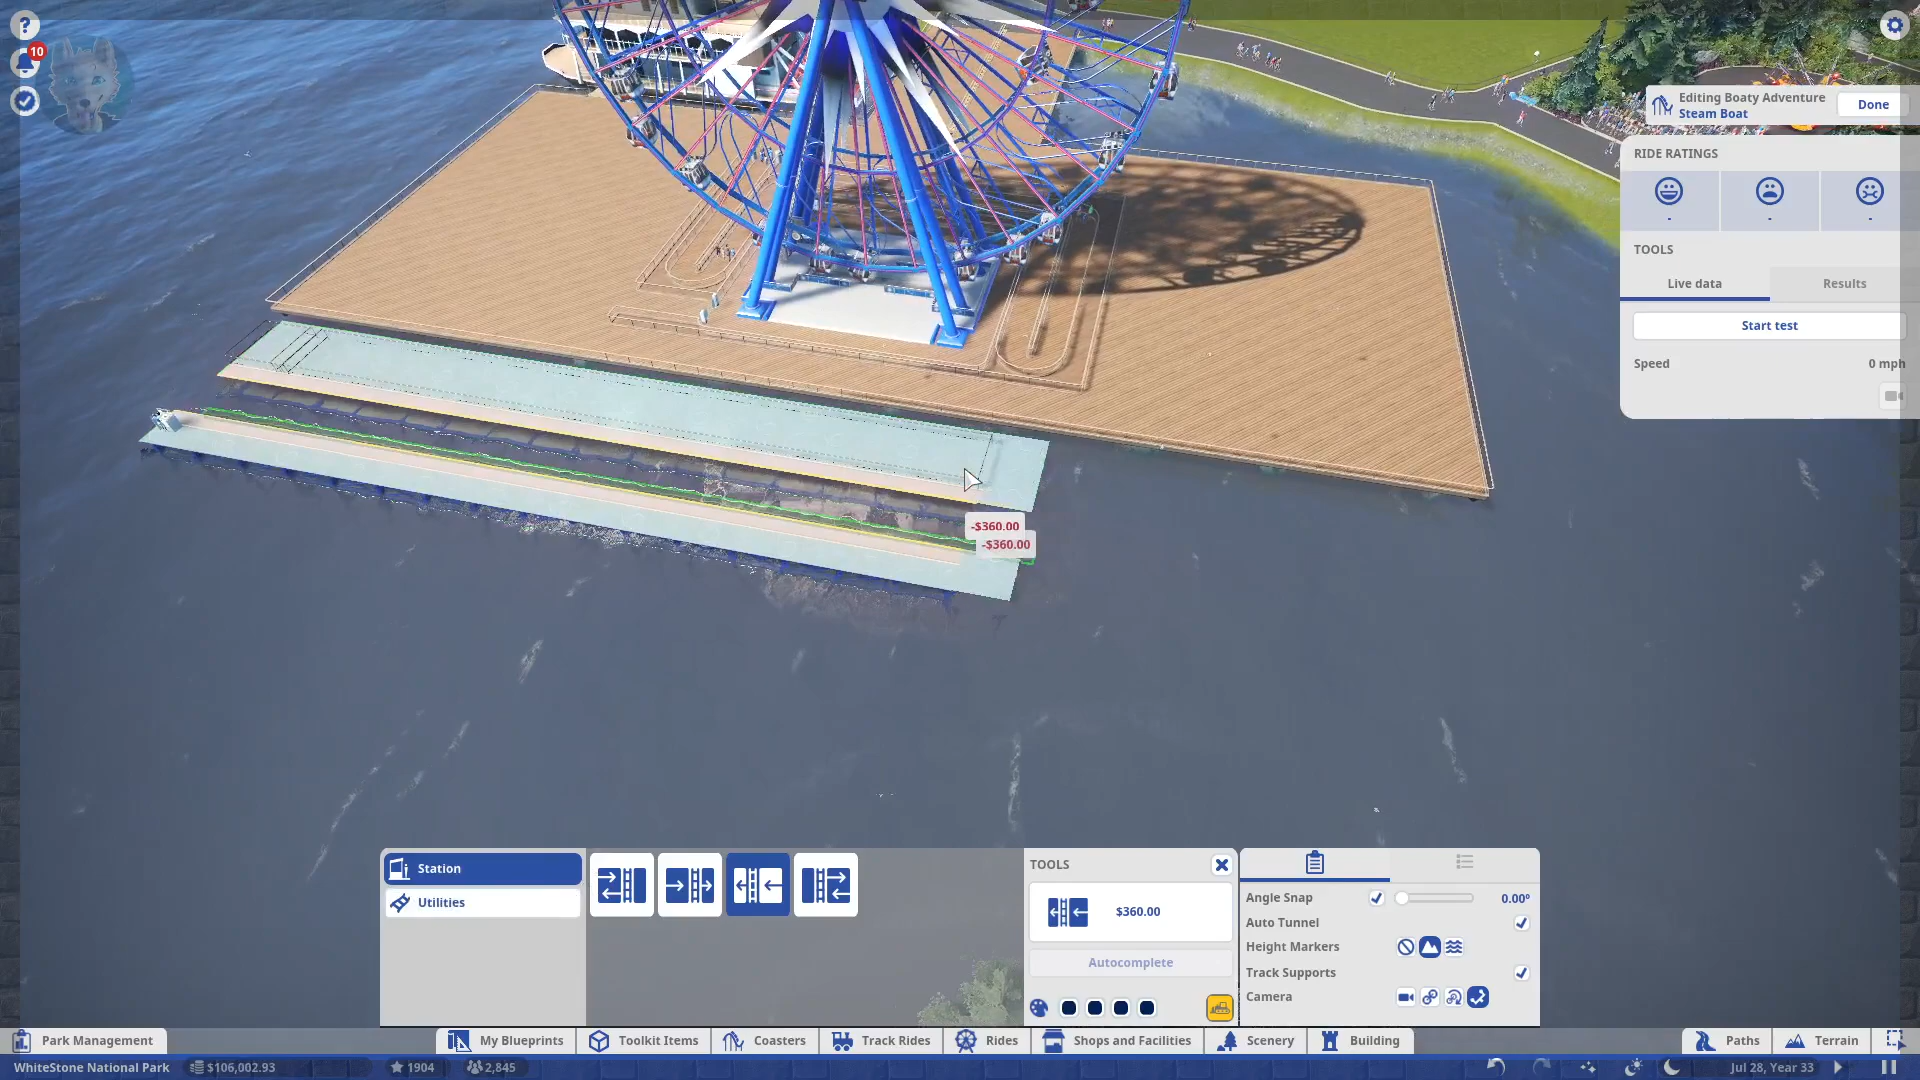 ?
10
Editing Boaty Adventure
Steam Boat
Done
RIDE RATINGS
-
-
-
TOOLS
Live data
Results
Start test
Speed
0 mph
-$360.00
-$360.00
Station
Utilities
TOOLS
$360.00
Autocomplete
Angle Snap
0.00°
Auto Tunnel
Height Markers
Track Supports
Camera
Park Management
My Blueprints
Toolkit Items
Coasters
Track Rides
Rides
Shops and Facilities
Scenery
Building
Paths
Terrain
WhiteStone National Park
$106,002.93
1904
2,845
Jul 28, Year 33